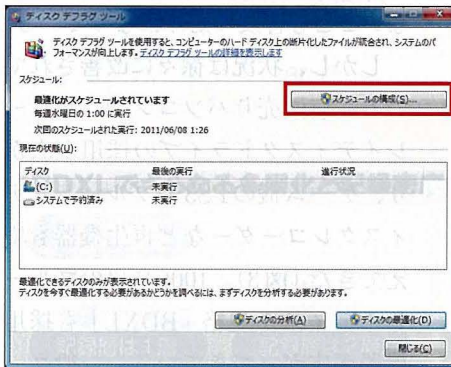 ディスク デフラグ ツール
ディスク デフラグ ツールを使用すると、コンピューターのハード ディスク上の断片化したファイルが統合され、システムのパ
フォーマンスが向上します。ディスク デフラグ ツールの詳細を表示します
スケジュール:
最適化がスケジュールされています
毎週水曜日の 1:00 に実行
次回のスケジュールされた実行: 2011/06/08 1:26
スケジュールの構成(S)...
現在の状態(U):
ディスク 最後の実行 進行状況
(C:) 未実行
システムで予約済み 未実行
最適化できるディスクのみが表示されています。
ディスクを今すぐ最適化する必要があるかどうかを調べるには、まずディスクを分析する必要があります。
ディスクの分析(A) ディスクの最適化(D)
閉じる(C)